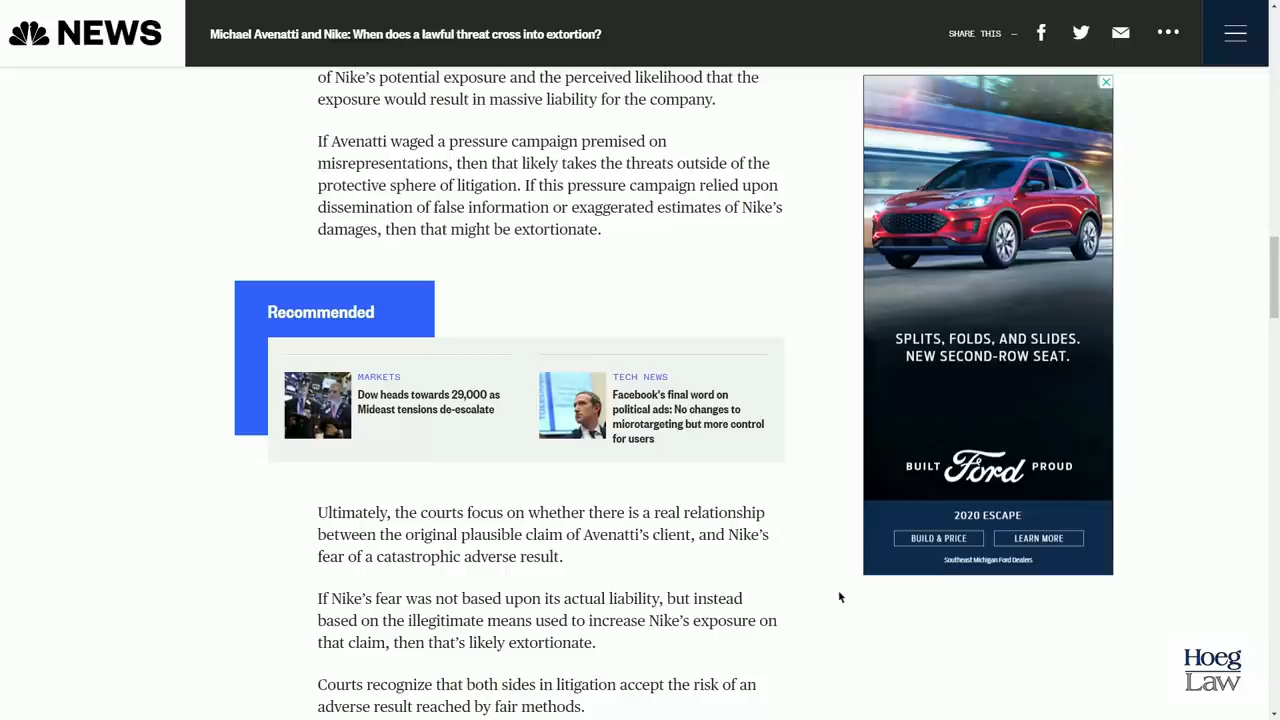 NEWS
Michael Avenatti and Nike: When does a lawful threat cross into extortion?
SHARE THIS —
of Nike's potential exposure and the perceived likelihood that the
exposure would result in massive liability for the company.
If Avenatti waged a pressure campaign premised on
misrepresentations, then that likely takes the threats outside of the
protective sphere of litigation. If this pressure campaign relied upon
dissemination of false information or exaggerated estimates of Nike's
damages, then that might be extortionate.
Recommended
MARKETS
Dow heads towards 29,000 as
Mideast tensions de-escalate
TECH NEWS
Facebook's final word on
political ads: No changes to
microtargeting but more control
for users
Ultimately, the courts focus on whether there is a real relationship
between the original plausible claim of Avenatti's client, and Nike's
fear of a catastrophic adverse result.
If Nike's fear was not based upon its actual liability, but instead
based on the illegitimate means used to increase Nike's exposure on
that claim, then that's likely extortionate.
Courts recognize that both sides in litigation accept the risk of an
adverse result reached by fair methods.
SPLITS, FOLDS, AND SLIDES.
NEW SECOND-ROW SEAT.
BUILT Ford PROUD
2020 ESCAPE
BUILD & PRICE
LEARN MORE
Southeast Michigan Ford Dealers
Hoeg
Law